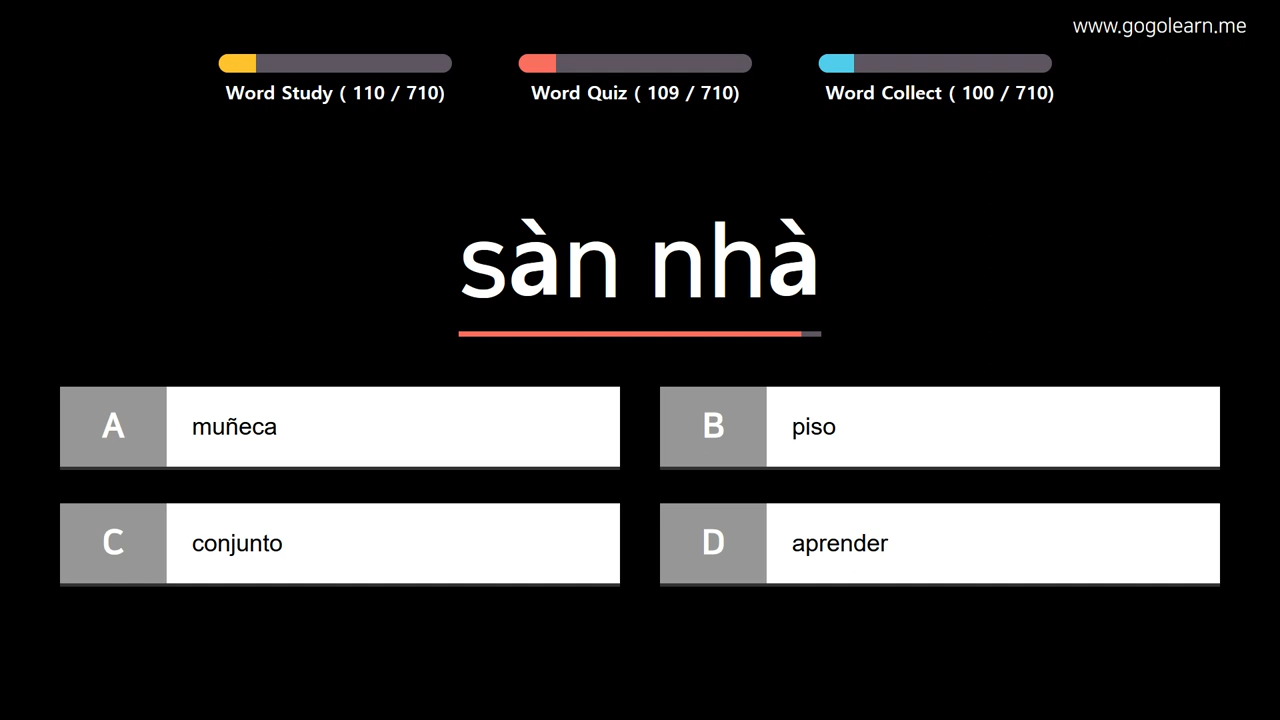 www.gogolearn.me
Word Study ( 110 / 710)
Word Quiz ( 109 / 710)
Word Collect ( 100 / 710)
sàn nhà
A muñeca
B piso
C conjunto
D aprender